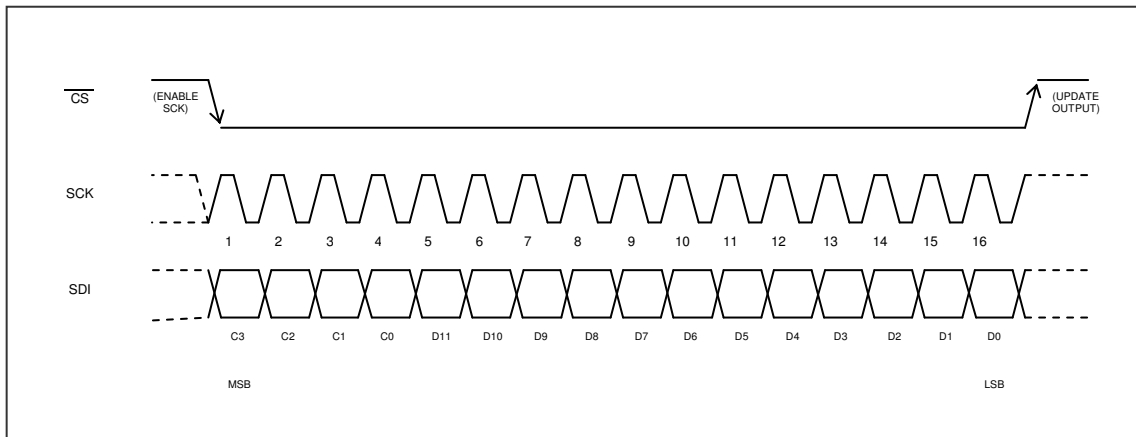 CS
(ENABLE
SCK)
(UPDATE
OUTPUT)
SCK
1 2 3 4 5 6 7 8 9 10 11 12 13 14 15 16
SDI
C3 C2 C1 C0 D11 D10 D9 D8 D7 D6 D5 D4 D3 D2 D1 D0
MSB LSB